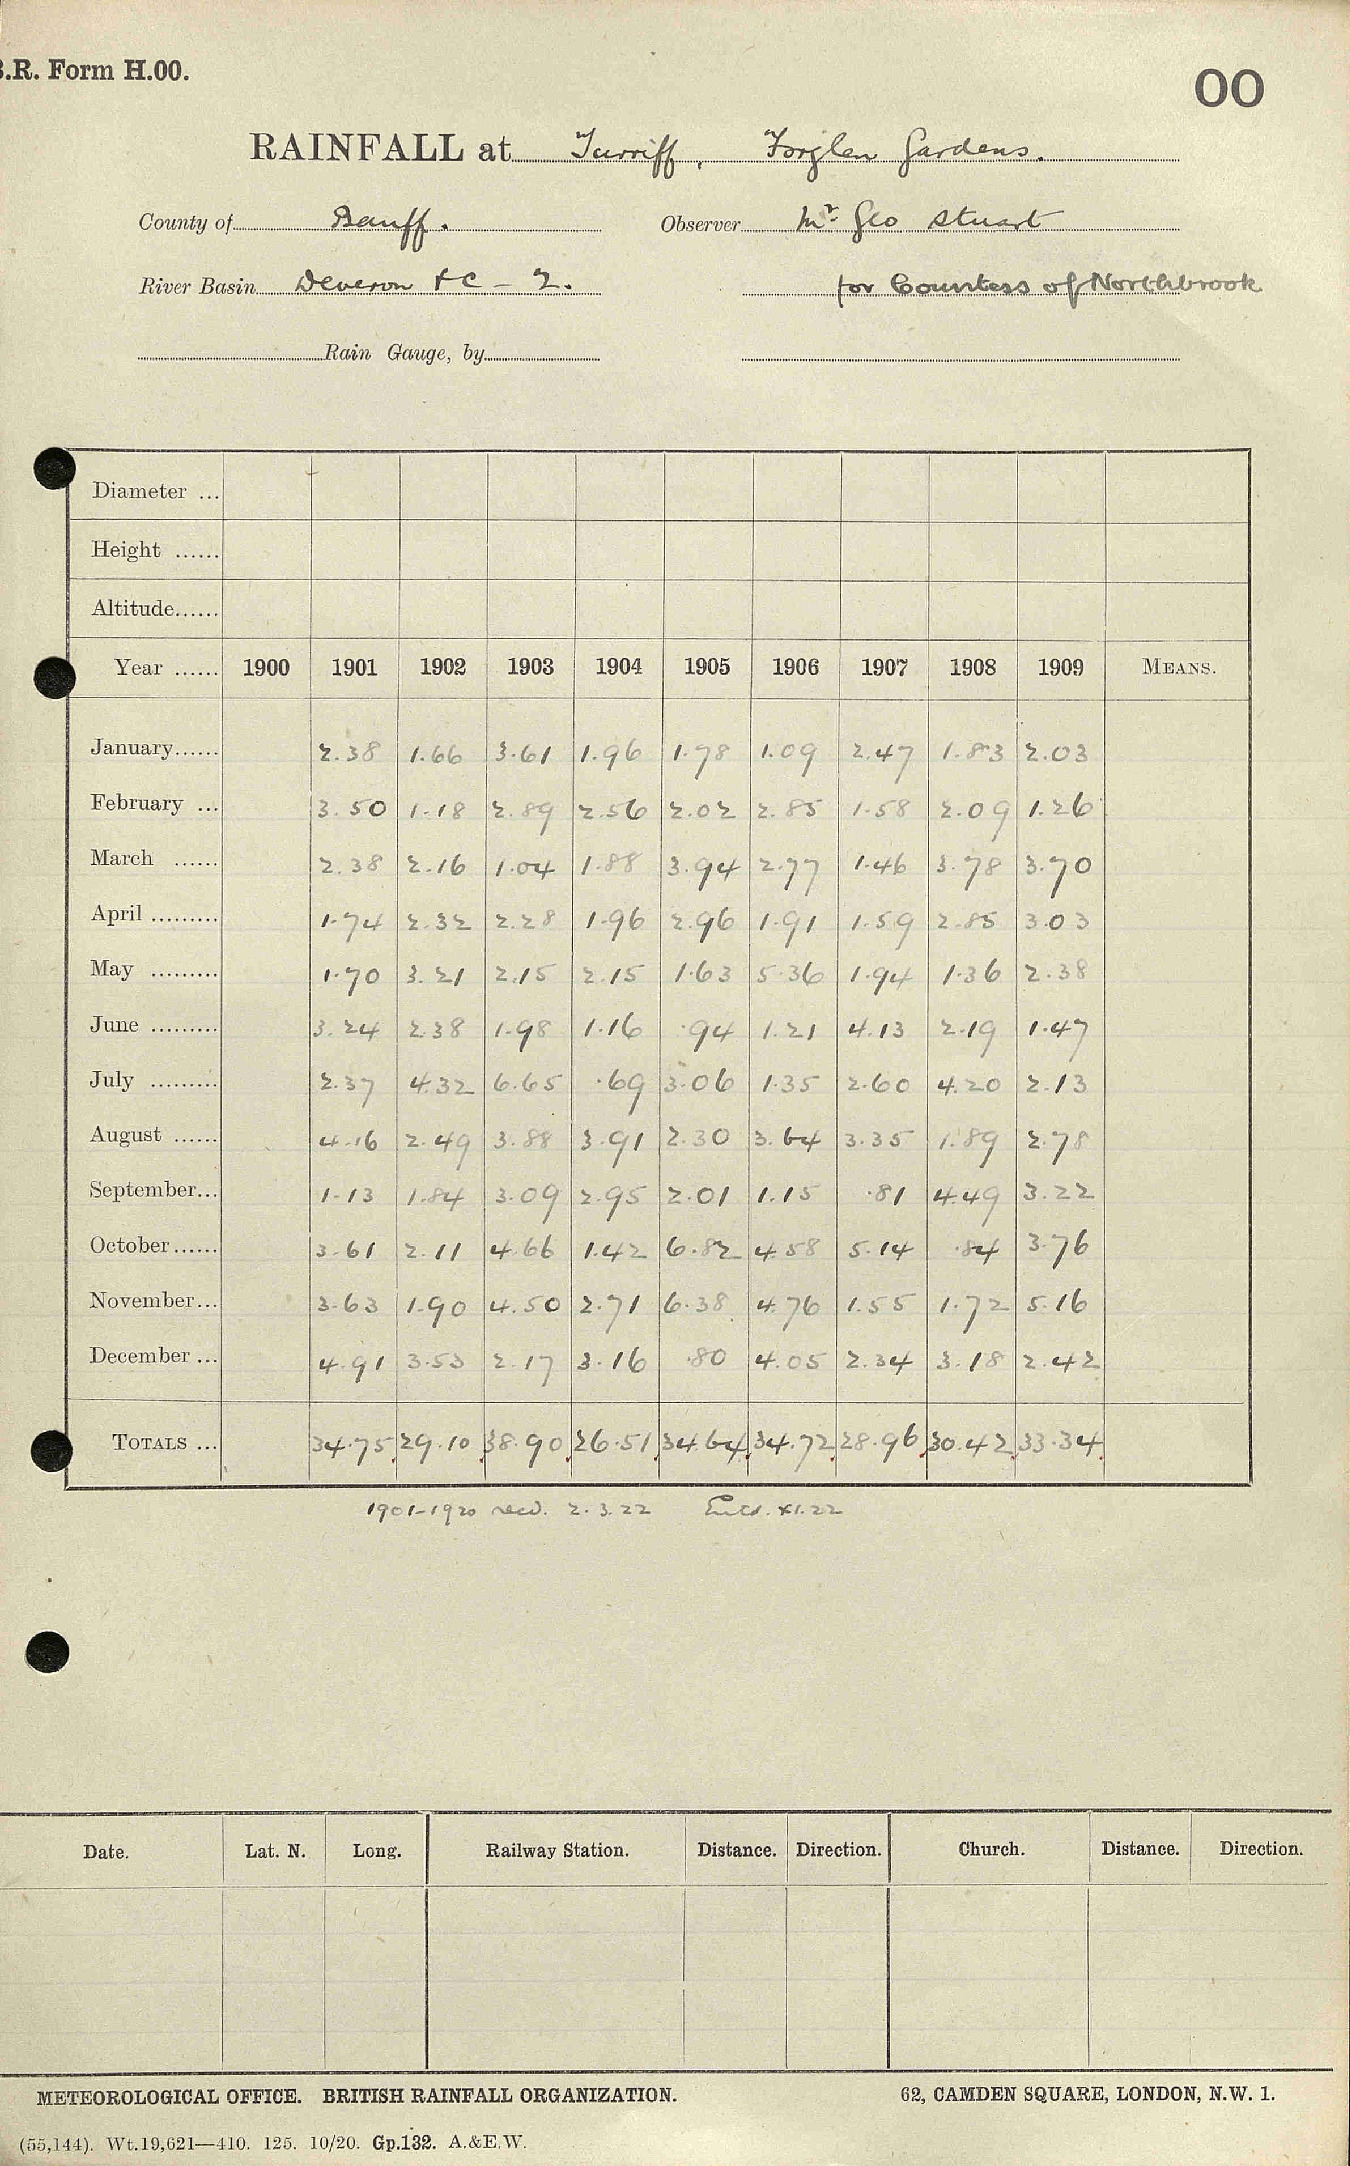 B.R. Form H.00.
00
RAINFALL at Turriff, Forglen Gardens.
County of Banff. Observer Mr. Geo Stuart
River Basin Deveron &c – 2. for Countess of Northbrook
Rain Gauge, by
Diameter ...
Height ......
Altitude......
Year ...... 1900 1901 1902 1903 1904 1905 1906 1907 1908 1909 MEANS.
January...... 2.38 1.66 3.61 1.96 1.78 1.09 2.47 1.83 2.03
February ... 3.50 1.18 2.89 2.56 2.02 2.85 1.58 2.09 1.26
March ...... 2.38 2.16 1.04 1.88 3.94 2.77 1.46 3.78 3.70
April ......... 1.74 2.32 2.28 1.96 2.96 1.91 1.59 2.85 3.03
May ......... 1.70 3.21 2.15 2.15 1.63 5.36 1.94 1.36 2.38
June ......... 3.24 2.38 1.98 1.16 .94 1.21 4.13 2.19 1.47
July ......... 2.37 4.32 6.65 .69 3.06 1.35 2.60 4.20 2.13
August ...... 4.16 2.49 3.88 3.91 2.30 3.64 3.35 1.89 2.78
September... 1.13 1.84 3.09 2.95 2.01 1.15 .81 4.49 3.22
October...... 3.61 2.11 4.66 1.42 6.82 4.58 5.14 .84 3.76
November... 3.63 1.90 4.50 2.71 6.38 4.76 1.55 1.72 5.16
December ... 4.91 3.53 2.17 3.16 .80 4.05 2.34 3.18 2.42
TOTALS ... 34.75 29.10 38.90 26.51 34.64 34.72 28.96 30.42 33.34
1901-1920 recd. 2.3.22 Entd. XI.22
Date. Lat. N. Long. Railway Station. Distance. Direction. Church. Distance. Direction.
METEOROLOGICAL OFFICE. BRITISH RAINFALL ORGANIZATION. 62, CAMDEN SQUARE, LONDON, N.W. 1.
(55,144). Wt.19,621—410. 125. 10/20. Gp.132. A.&E.W.